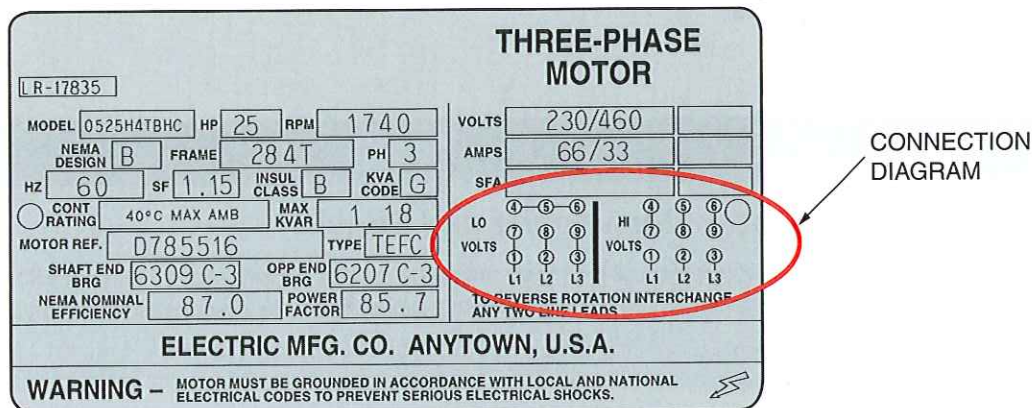 THREE-PHASE
MOTOR
LR-17835
MODEL 0525H4TBHC HP 25 RPM 1740
NEMA DESIGN B FRAME 284T PH 3
HZ 60 SF 1.15 INSUL CLASS B KVA CODE G
CONT RATING 40°C MAX AMB MAX KVAR 1.18
MOTOR REF. D785516 TYPE TEFC
SHAFT END BRG 6309 C-3 OPP END BRG 6207 C-3
NEMA NOMINAL EFFICIENCY 87.0 POWER FACTOR 85.7
VOLTS 230/460
AMPS 66/33
SFA
LO VOLTS
4 5 6
7 8 9
1 2 3
L1 L2 L3
HI VOLTS
4 5 6
7 8 9
1 2 3
L1 L2 L3
TO REVERSE ROTATION INTERCHANGE
ANY TWO LINE LEADS
CONNECTION
DIAGRAM
ELECTRIC MFG. CO. ANYTOWN, U.S.A.
WARNING – MOTOR MUST BE GROUNDED IN ACCORDANCE WITH LOCAL AND NATIONAL
ELECTRICAL CODES TO PREVENT SERIOUS ELECTRICAL SHOCKS.